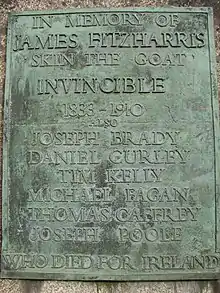 IN MEMORY OF
JAMES FITZHARRIS
SKIN THE GOAT
INVINCIBLE
1833-1910
ALSO
JOSEPH BRADY
DANIEL CURLEY
TIM KELLY
MICHAEL FAGAN
THOMAS CAFFREY
JOSEPH POOLE
WHO DIED FOR IRELAND